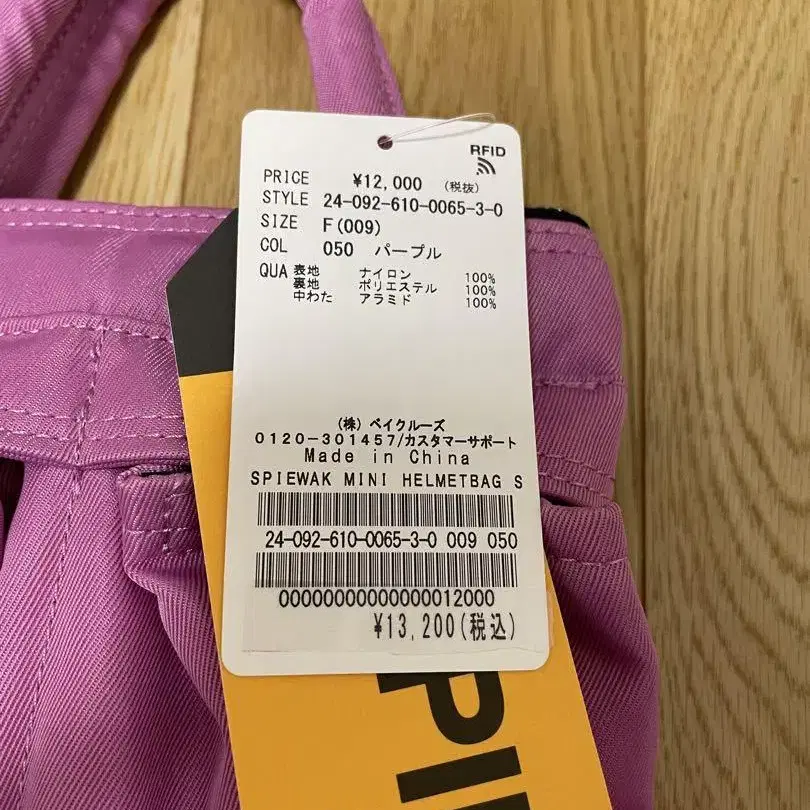 RFID
PRICE ¥12,000 (税抜)
STYLE 24-092-610-0065-3-0
SIZE F(009)
COL 050 パープル
QUA 表地 ナイロン 100%
裏地 ポリエステル 100%
中わた アラミド 100%
(株) ベイクルーズ
0120-301457/カスタマーサポート
Made in China
SPIEWAK MINI HELMETBAG S
24-092-610-0065-3-0 009 050
00000000000000012000
¥13,200(税込)
PI